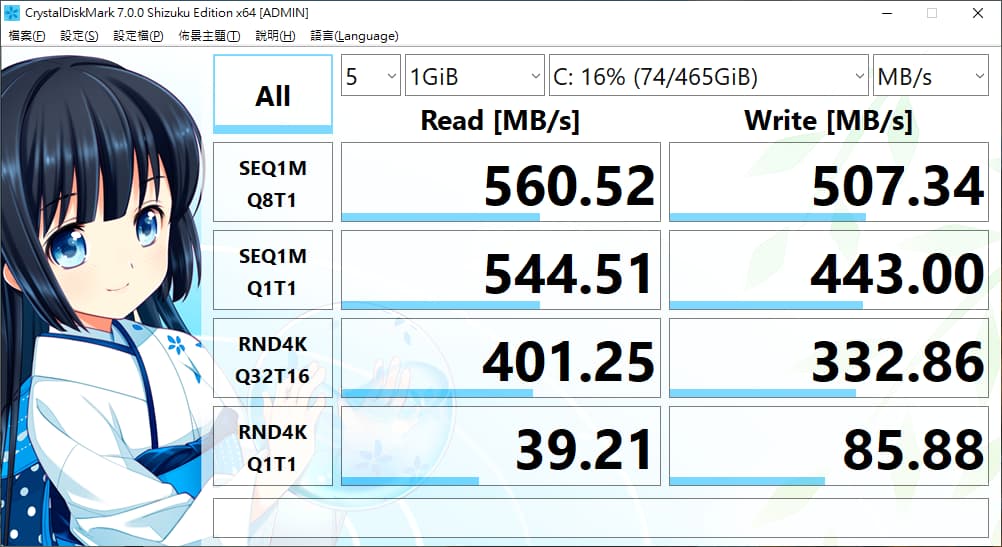 CrystalDiskMark 7.0.0 Shizuku Edition x64 [ADMIN]
檔案(F) 設定(S) 設定檔(P) 佈景主題(T) 說明(H) 語言(Language)
All 5 1GiB C: 16% (74/465GiB) MB/s
Read [MB/s] Write [MB/s]
SEQ1M
Q8T1 560.52 507.34
SEQ1M
Q1T1 544.51 443.00
RND4K
Q32T16 401.25 332.86
RND4K
Q1T1 39.21 85.88